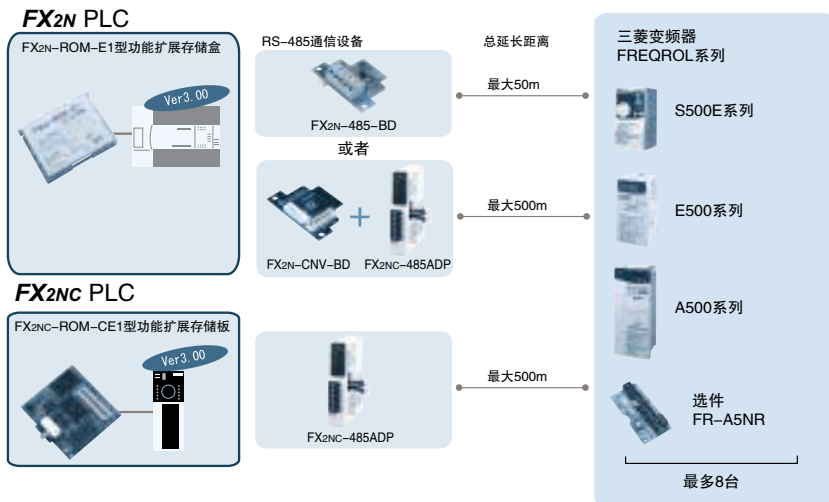 FX2N PLC
FX2N-ROM-E1型功能扩展存储盒
Ver3.00
RS-485通信设备
总延长距离
FX2N-485-BD
最大50m
或者
FX2N-CNV-BD
+
FX2NC-485ADP
最大500m
FX2NC PLC
FX2NC-ROM-CE1型功能扩展存储板
Ver3.00
FX2NC-485ADP
最大500m
三菱变频器
FREQROL系列
S500E系列
E500系列
A500系列
选件
FR-A5NR
最多8台